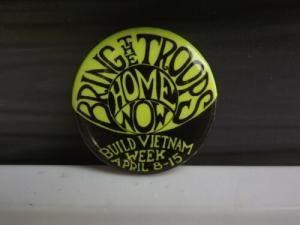 BRING THE TROOPS
HOME
NOW
BUILD VIETNAM
WEEK
APRIL 8-15